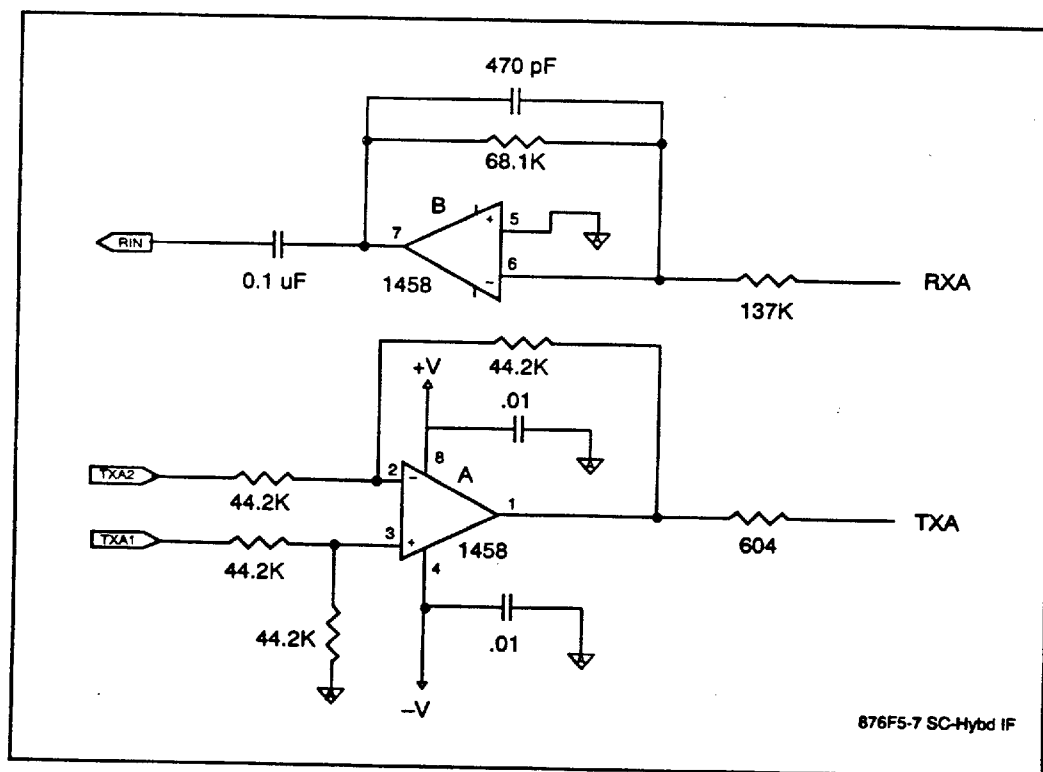 470 pF
68.1K
B
+
5
7
RIN
6
−
0.1 uF
1458
RXA
137K
44.2K
+V
.01
8
A
TXA2
2
−
44.2K
1
TXA
TXA1
3
+
1458
604
44.2K
4
44.2K
.01
−V
876F5-7 SC-Hybd IF